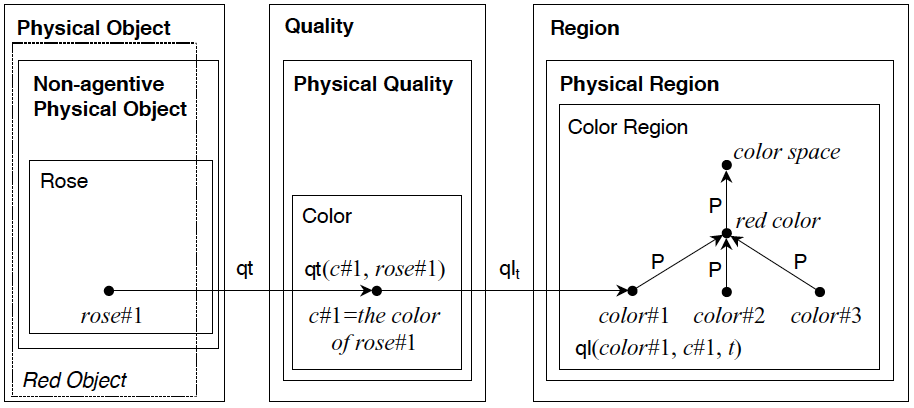 Physical Object
Non-agentive
Physical Object
Rose
rose#1
Red Object
qt
Quality
Physical Quality
Color
qt(c#1, rose#1)
c#1=the color
of rose#1
qlt
Region
Physical Region
Color Region
color space
P
red color
P
P
P
color#1
color#2
color#3
ql(color#1, c#1, t)